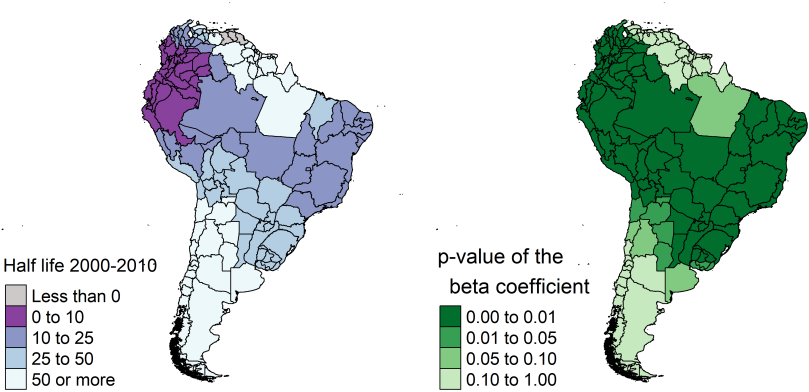 Half life 2000-2010
Less than 0
0 to 10
10 to 25
25 to 50
50 or more
p-value of the
beta coefficient
0.00 to 0.01
0.01 to 0.05
0.05 to 0.10
0.10 to 1.00